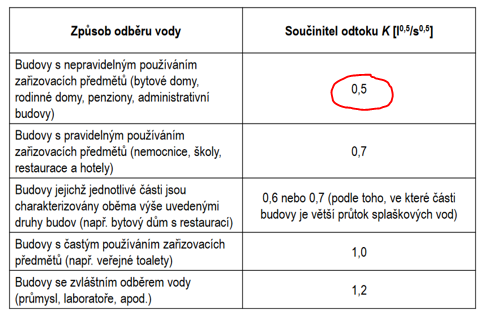 Způsob odběru vody
Součinitel odtoku K [l0,5/s0,5]
Budovy s nepravidelným používáním
zařizovacích předmětů (bytové domy,
rodinné domy, penziony, administrativní
budovy)
0,5
Budovy s pravidelným používáním
zařizovacích předmětů (nemocnice, školy,
restaurace a hotely)
0,7
Budovy jejichž jednotlivé části jsou
charakterizovány oběma výše uvedenými
druhy budov (např. bytový dům s restaurací)
0,6 nebo 0,7 (podle toho, ve které části
budovy je větší průtok splaškových vod)
Budovy s častým používáním zařizovacích
předmětů (např. veřejné toalety)
1,0
Budovy se zvláštním odběrem vody
(průmysl, laboratoře, apod.)
1,2